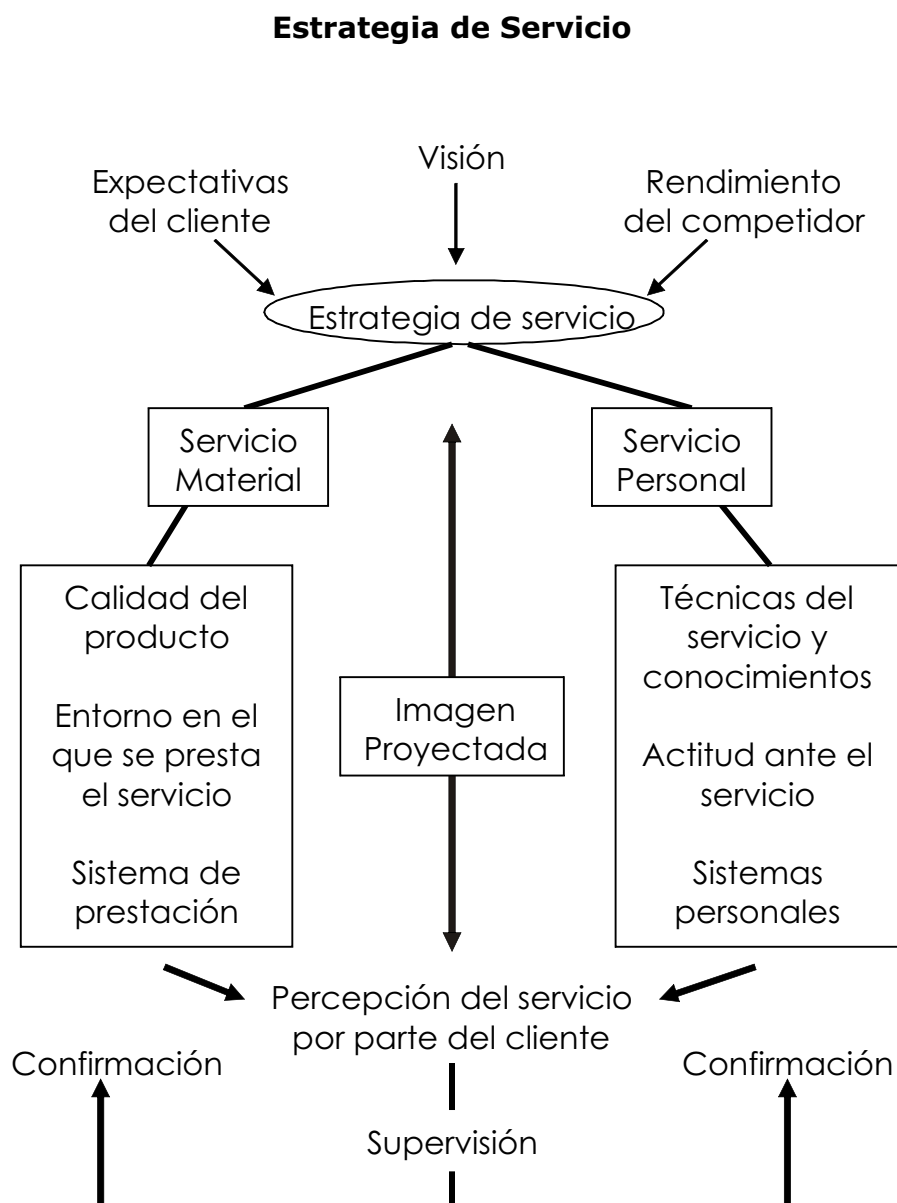 Estrategia de Servicio
Visión
Expectativas
del cliente
Rendimiento
del competidor
Estrategia de servicio
Servicio
Material
Servicio
Personal
Calidad del
producto
Entorno en el
que se presta
el servicio
Sistema de
prestación
Imagen
Proyectada
Técnicas del
servicio y
conocimientos
Actitud ante el
servicio
Sistemas
personales
Percepción del servicio
por parte del cliente
Confirmación
Confirmación
Supervisión